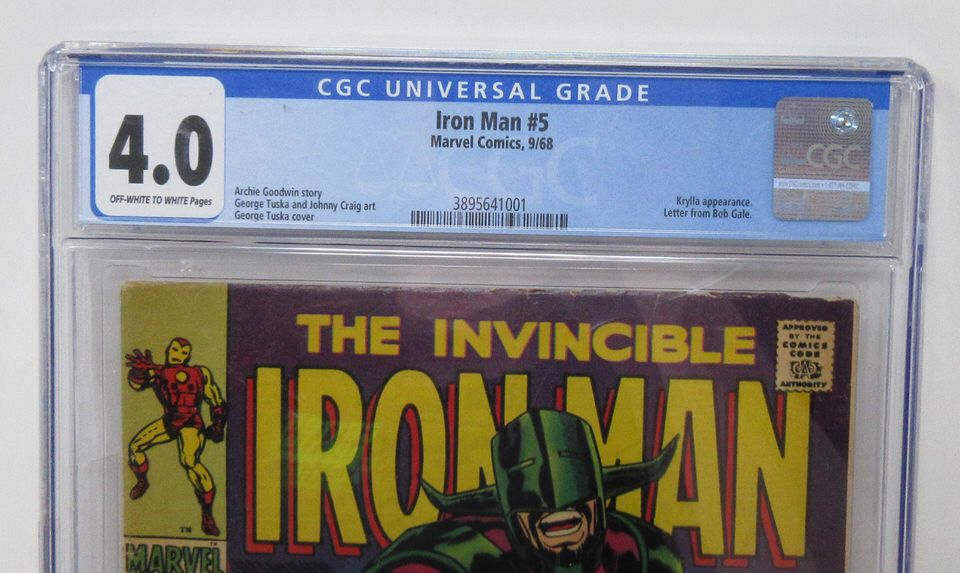 CGC UNIVERSAL GRADE
4.0
OFF-WHITE TO WHITE Pages
Iron Man #5
Marvel Comics, 9/68
Archie Goodwin story
George Tuska and Johnny Craig art
George Tuska cover
3895641001
Krylla appearance.
Letter from Bob Gale.
CGC
THE INVINCIBLE
IRON MAN
APPROVED
BY THE
COMICS
CODE
AUTHORITY
TM
MARVEL